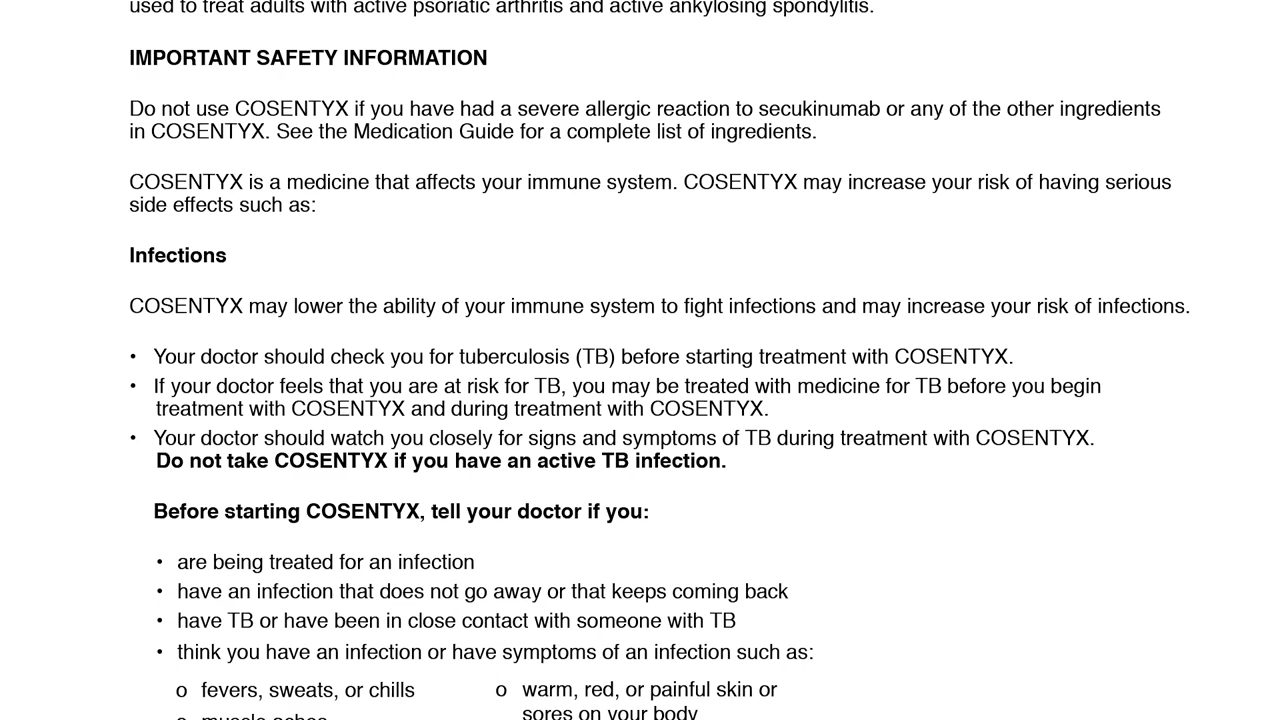 used to treat adults with active psoriatic arthritis and active ankylosing spondylitis.
IMPORTANT SAFETY INFORMATION
Do not use COSENTYX if you have had a severe allergic reaction to secukinumab or any of the other ingredients
in COSENTYX. See the Medication Guide for a complete list of ingredients.
COSENTYX is a medicine that affects your immune system. COSENTYX may increase your risk of having serious
side effects such as:
Infections
COSENTYX may lower the ability of your immune system to fight infections and may increase your risk of infections.
• Your doctor should check you for tuberculosis (TB) before starting treatment with COSENTYX.
• If your doctor feels that you are at risk for TB, you may be treated with medicine for TB before you begin
treatment with COSENTYX and during treatment with COSENTYX.
• Your doctor should watch you closely for signs and symptoms of TB during treatment with COSENTYX.
Do not take COSENTYX if you have an active TB infection.
Before starting COSENTYX, tell your doctor if you:
• are being treated for an infection
• have an infection that does not go away or that keeps coming back
• have TB or have been in close contact with someone with TB
• think you have an infection or have symptoms of an infection such as:
o fevers, sweats, or chills
o muscle aches
o warm, red, or painful skin or
sores on your body